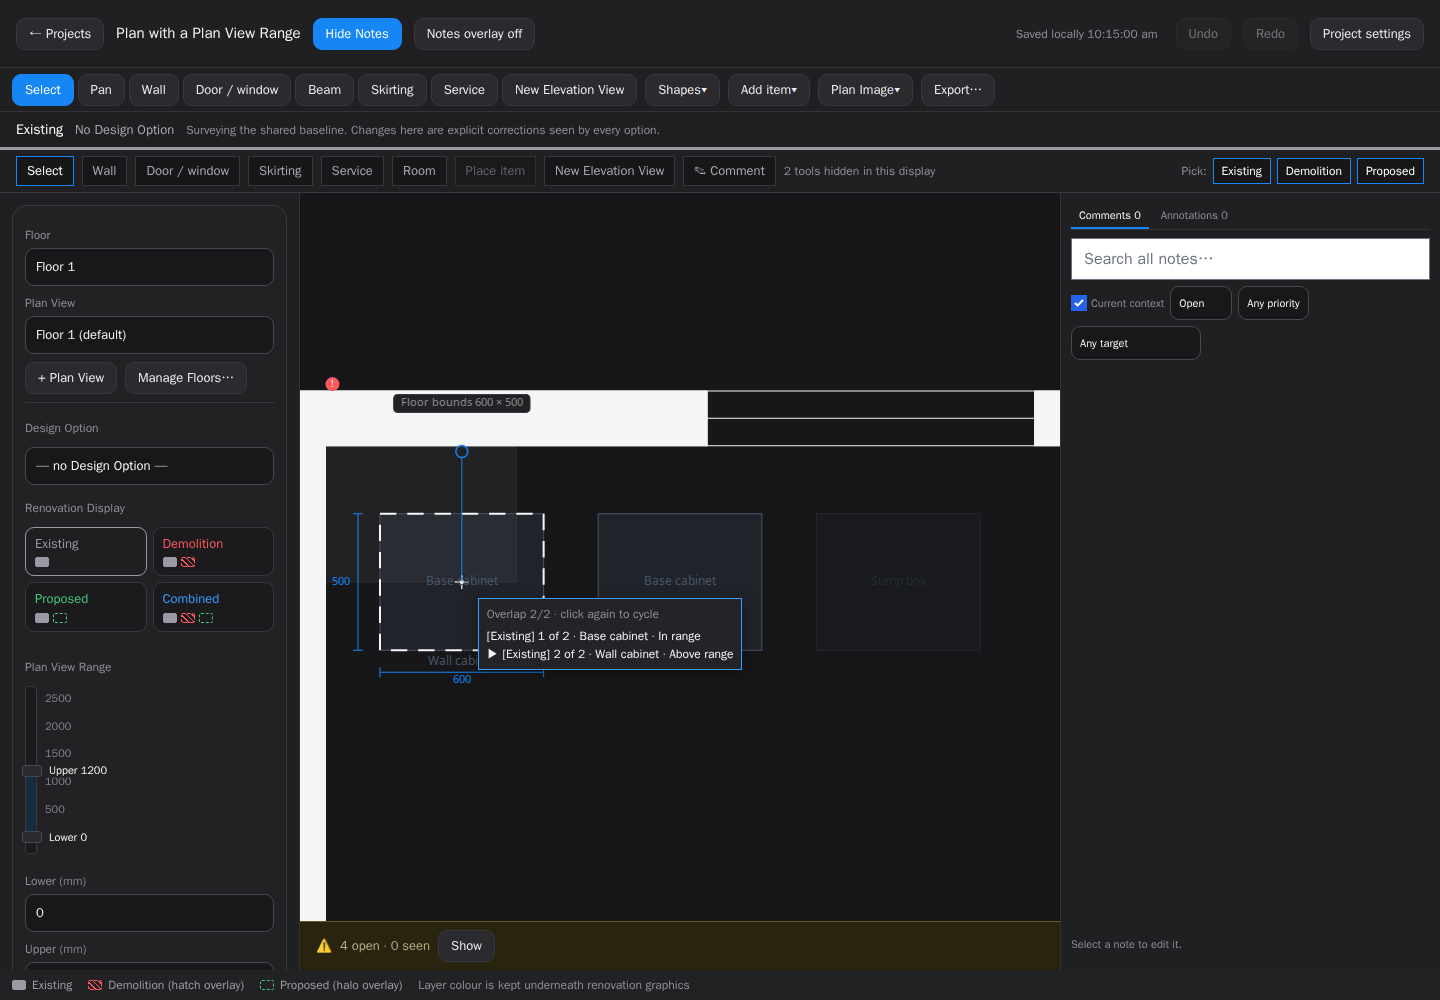 ← Projects
Plan with a Plan View Range
Hide Notes
Notes overlay off
Saved locally 10:15:00 am
Undo
Redo
Project settings
Select
Pan
Wall
Door / window
Beam
Skirting
Service
New Elevation View
Shapes▾
Add item▾
Plan Image▾
Export⋯
Existing
No Design Option
Surveying the shared baseline. Changes here are explicit corrections seen by every option.
Select
Wall
Door / window
Skirting
Service
Room
Place item
New Elevation View
✎ Comment
2 tools hidden in this display
Pick:
Existing
Demolition
Proposed
Floor
Floor 1
Plan View
Floor 1 (default)
+ Plan View
Manage Floors⋯
Design Option
— no Design Option —
Renovation Display
Existing
Demolition
Proposed
Combined
Plan View Range
2500
2000
1500
Upper 1200
1000
500
Lower 0
Lower (mm)
0
Upper (mm)
!
Floor bounds 600 × 500
500
Base cabinet
Base cabinet
Sump box
Overlap 2/2 · click again to cycle
[Existing] 1 of 2 · Base cabinet · In range
▶ [Existing] 2 of 2 · Wall cabinet · Above range
Wall cabi
600
⚠ 4 open · 0 seen
Show
Comments 0
Annotations 0
Search all notes⋯
Current context
Open
Any priority
Any target
Select a note to edit it.
Existing
Demolition (hatch overlay)
Proposed (halo overlay)
Layer colour is kept underneath renovation graphics